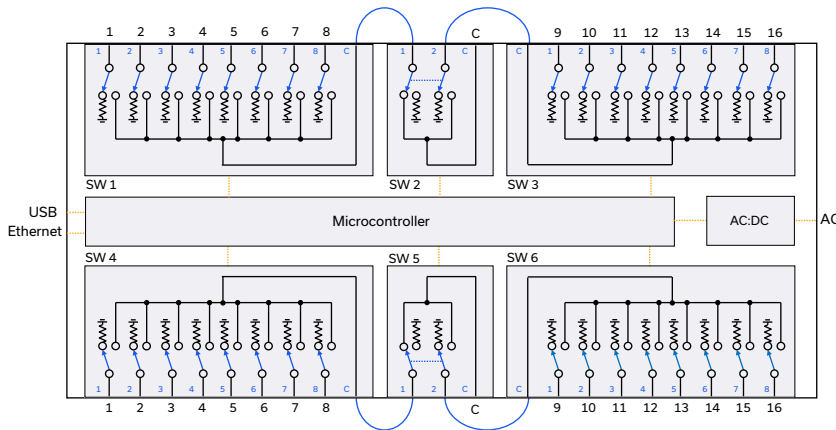 1 2 3 4 5 6 7 8 C 9 10 11 12 13 14 15 16
1 2 3 4 5 6 7 8 C 1 2 C C 1 2 3 4 5 6 7 8
SW 1 SW 2 SW 3
USB
Ethernet
Microcontroller
AC:DC
AC
SW 4 SW 5 SW 6
1 2 3 4 5 6 7 8 C 1 2 C C 1 2 3 4 5 6 7 8
1 2 3 4 5 6 7 8 C 9 10 11 12 13 14 15 16